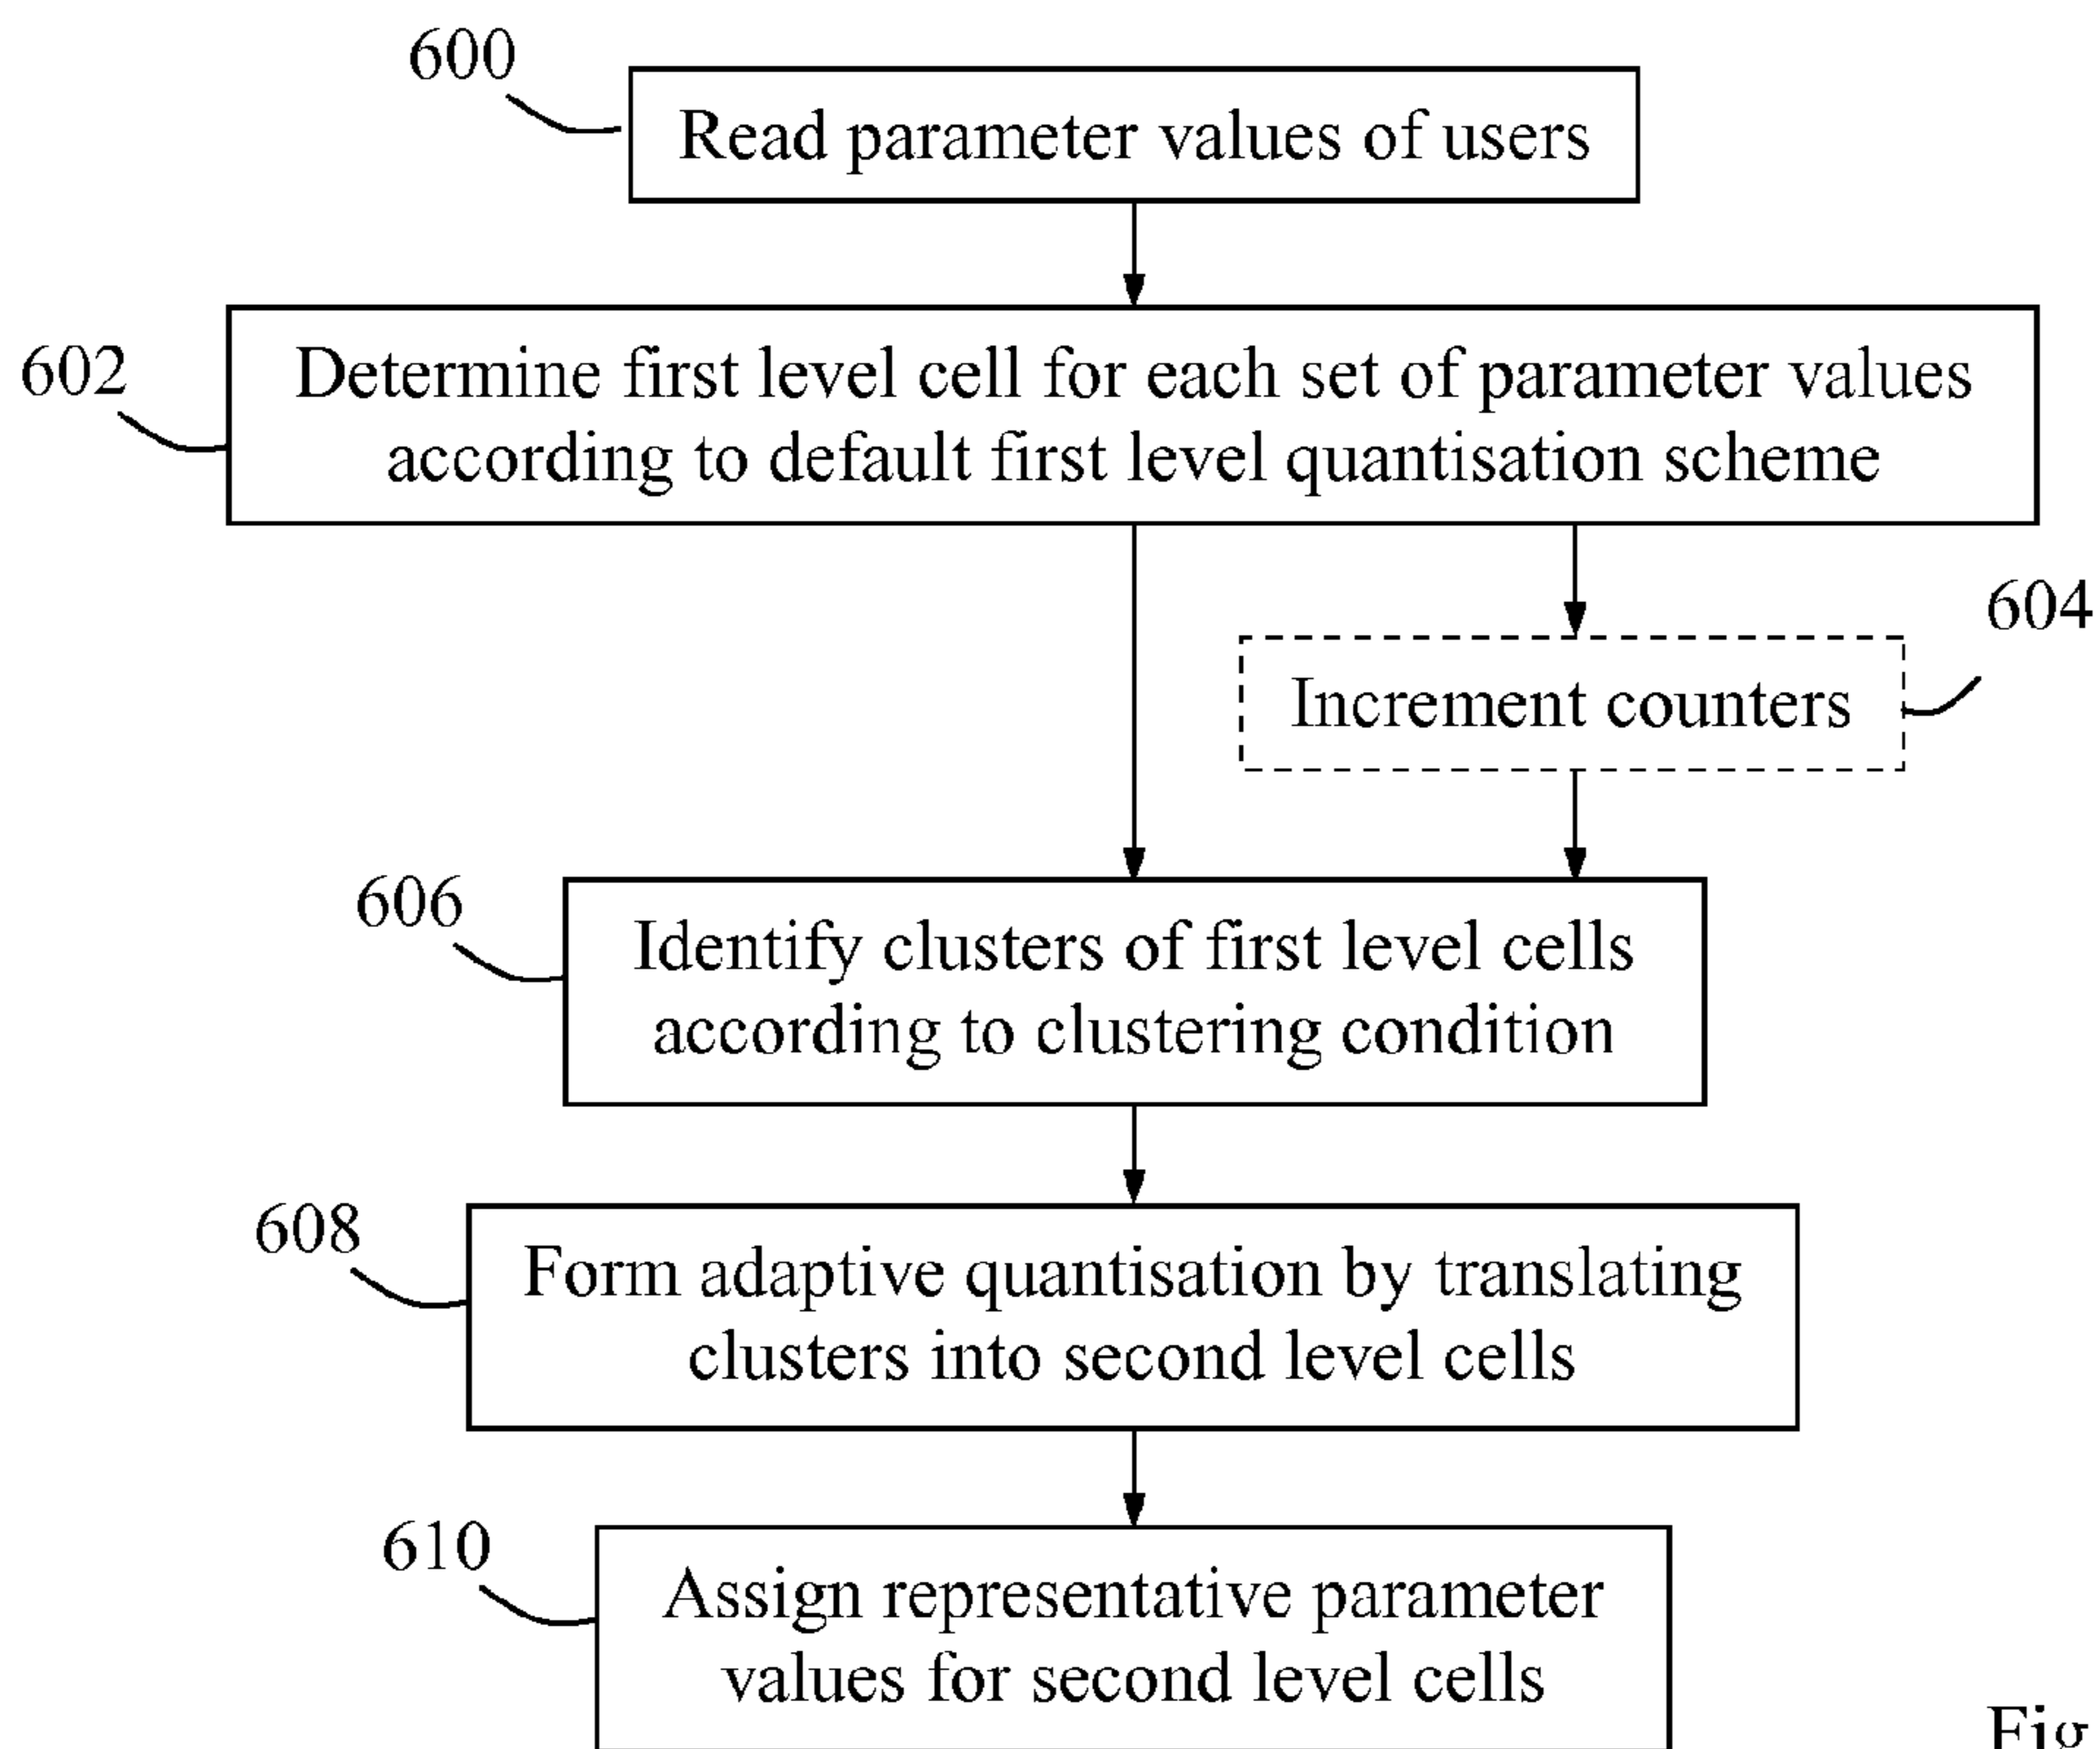 600
Read parameter values of users
602
Determine first level cell for each set of parameter values
according to default first level quantisation scheme
604
Increment counters
606
Identify clusters of first level cells
according to clustering condition
608
Form adaptive quantisation by translating
clusters into second level cells
610
Assign representative parameter
values for second level cells
Fig